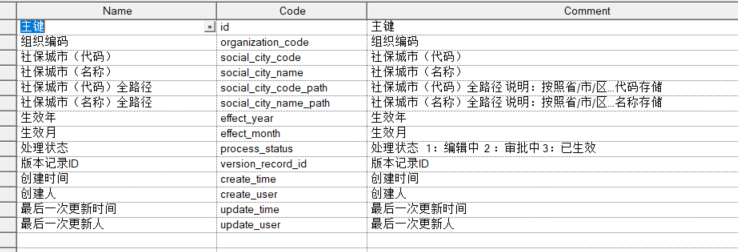 Name Code Comment
主键 id 主键
组织编码 organization_code 组织编码
社保城市（代码） social_city_code 社保城市（代码）
社保城市（名称） social_city_name 社保城市（名称）
社保城市（代码）全路径 social_city_code_path 社保城市（代码）全路径 说明：按照省/市/区...代码存储
社保城市（名称）全路径 social_city_name_path 社保城市（名称）全路径 说明：按照省/市/区...名称存储
生效年 effect_year 生效年
生效月 effect_month 生效月
处理状态 process_status 处理状态 1：编辑中 2：审批中 3：已生效
版本记录ID version_record_id 版本记录ID
创建时间 create_time 创建时间
创建人 create_user 创建人
最后一次更新时间 update_time 最后一次更新时间
最后一次更新人 update_user 最后一次更新人